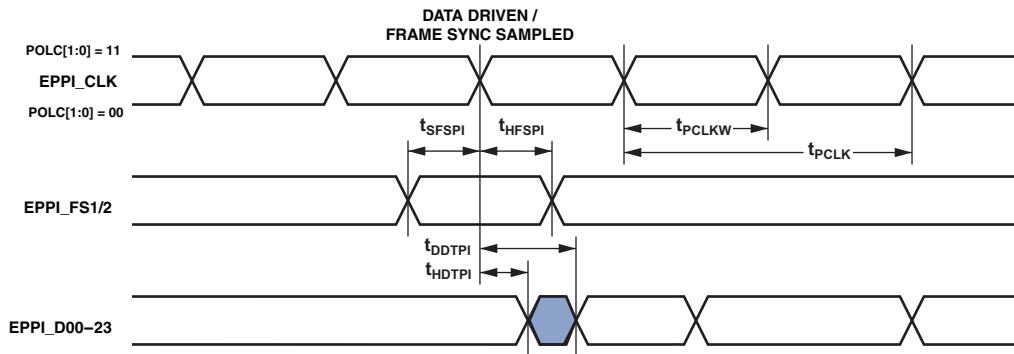 DATA DRIVEN /
FRAME SYNC SAMPLED
POLC[1:0] = 11
EPPI_CLK
POLC[1:0] = 00
tSFSPI
tHFSPI
tPCLKW
tPCLK
EPPI_FS1/2
tDDTPI
tHDTPI
EPPI_D00–23